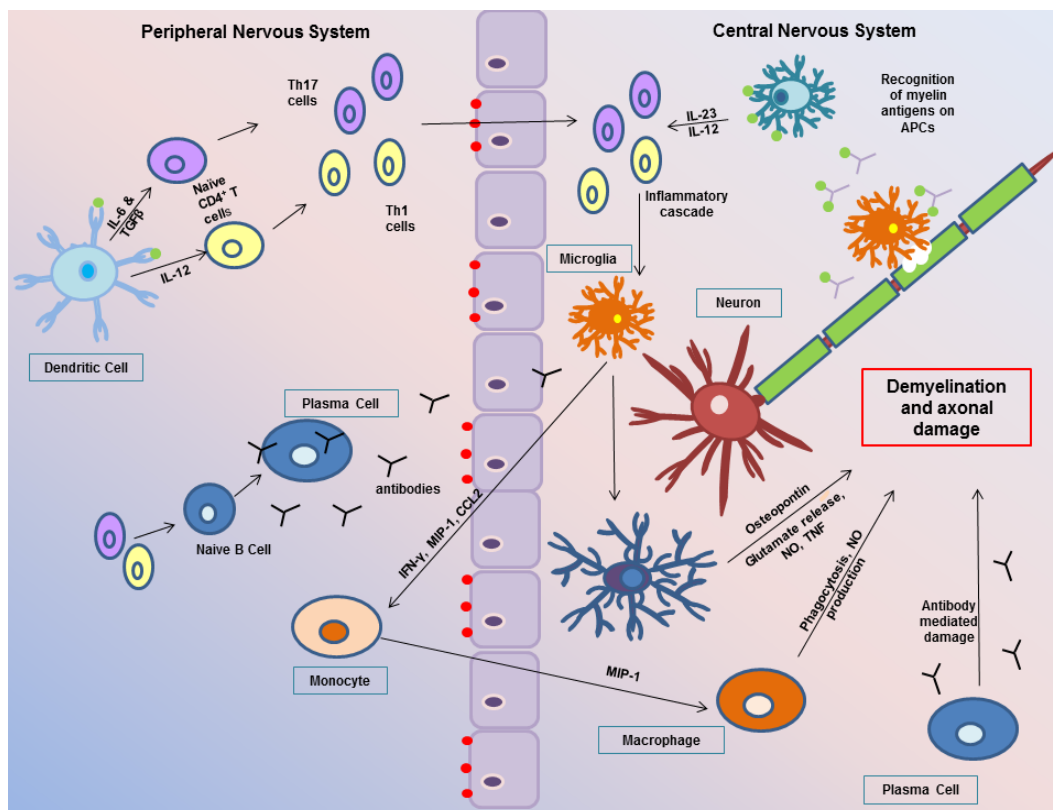 Peripheral Nervous System
Central Nervous System
Th17
cells
IL-23
IL-12
Recognition
of myelin
antigens on
APCs
IL-6 &
TGFβ
Naïve
CD4⁺ T
cells
IL-12
Th1
cells
Inflammatory
cascade
Microglia
Neuron
Dendritic Cell
Plasma Cell
Demyelination
and axonal
damage
antibodies
Naive B Cell
IFN-γ, MIP-1, CCL2
Osteopontin
Glutamate release,
NO, TNF
Phagocytosis, NO
production
Antibody
mediated
damage
Monocyte
MIP-1
Macrophage
Plasma Cell